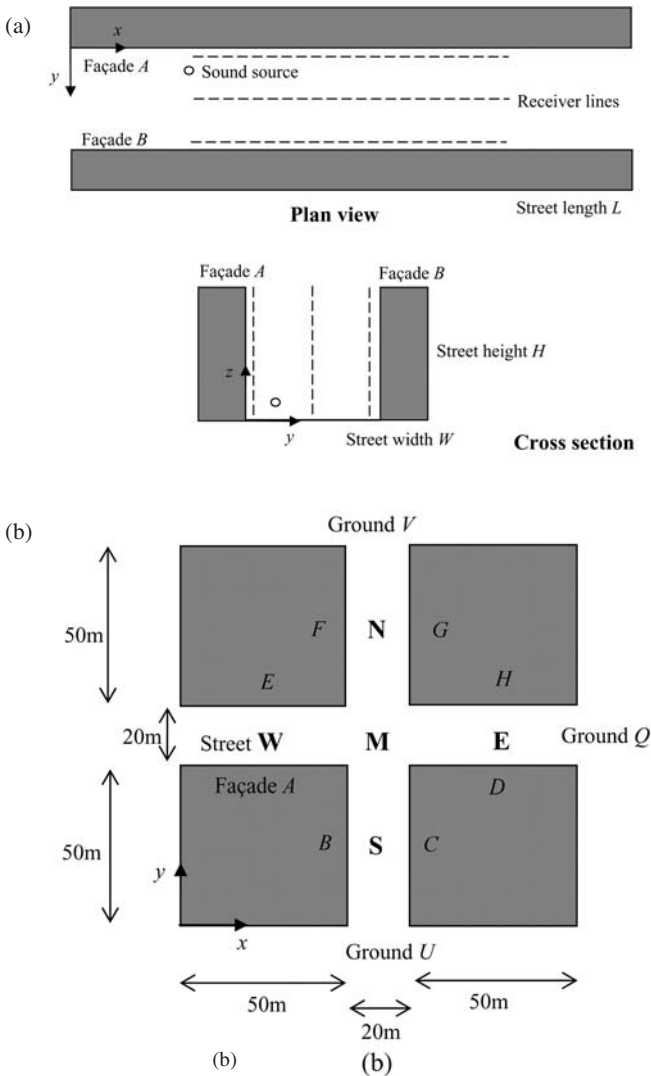 (a)
x
y
Façade A
Sound source
Receiver lines
Façade B
Plan view
Street length L
Façade A
Façade B
z
Street height H
y
Street width W
Cross section
(b)
Ground V
50m
F
N
G
E
H
20m
Street W
M
E
Ground Q
Façade A
D
50m
B
S
C
y
x
Ground U
50m
50m
20m
(b)
(b)